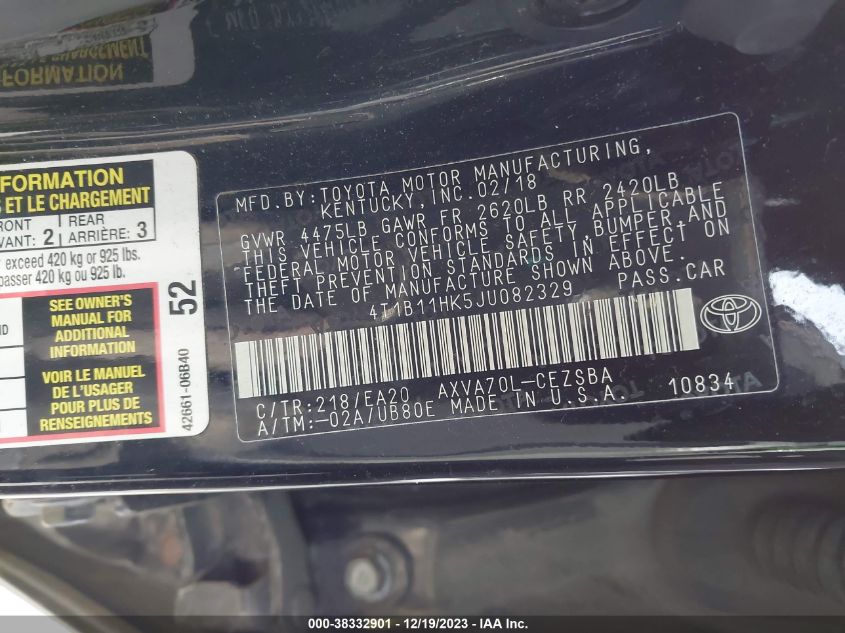 FORMATION
FORMATION
S ET LE CHARGEMENT
FRONT REAR
AVANT: 2 ARRIÈRE: 3
exceed 420 kg or 925 lbs.
passer 420 kg ou 925 lb.
SEE OWNER'S
MANUAL FOR
ADDITIONAL
INFORMATION
VOIR LE MANUEL
DE L'USAGER
POUR PLUS DE
RENSEIGNEMENTS
52
42661-06B40
MFD.BY:TOYOTA MOTOR MANUFACTURING,
KENTUCKY,INC.02/18
GVWR 4475LB GAWR FR 2620LB RR 2420LB
THIS VEHICLE CONFORMS TO ALL APPLICABLE
FEDERAL MOTOR VEHICLE SAFETY,BUMPER,AND
THEFT PREVENTION STANDARDS IN EFFECT ON
THE DATE OF MANUFACTURE SHOWN ABOVE.
4T1B11HK5JU082329 PASS.CAR
C/TR:218/EA20 AXVA70L-CEZSBA
A/TM:-02A/UB80E MADE IN U.S.A. 10834
000-38332901 - 12/19/2023 - IAA Inc.